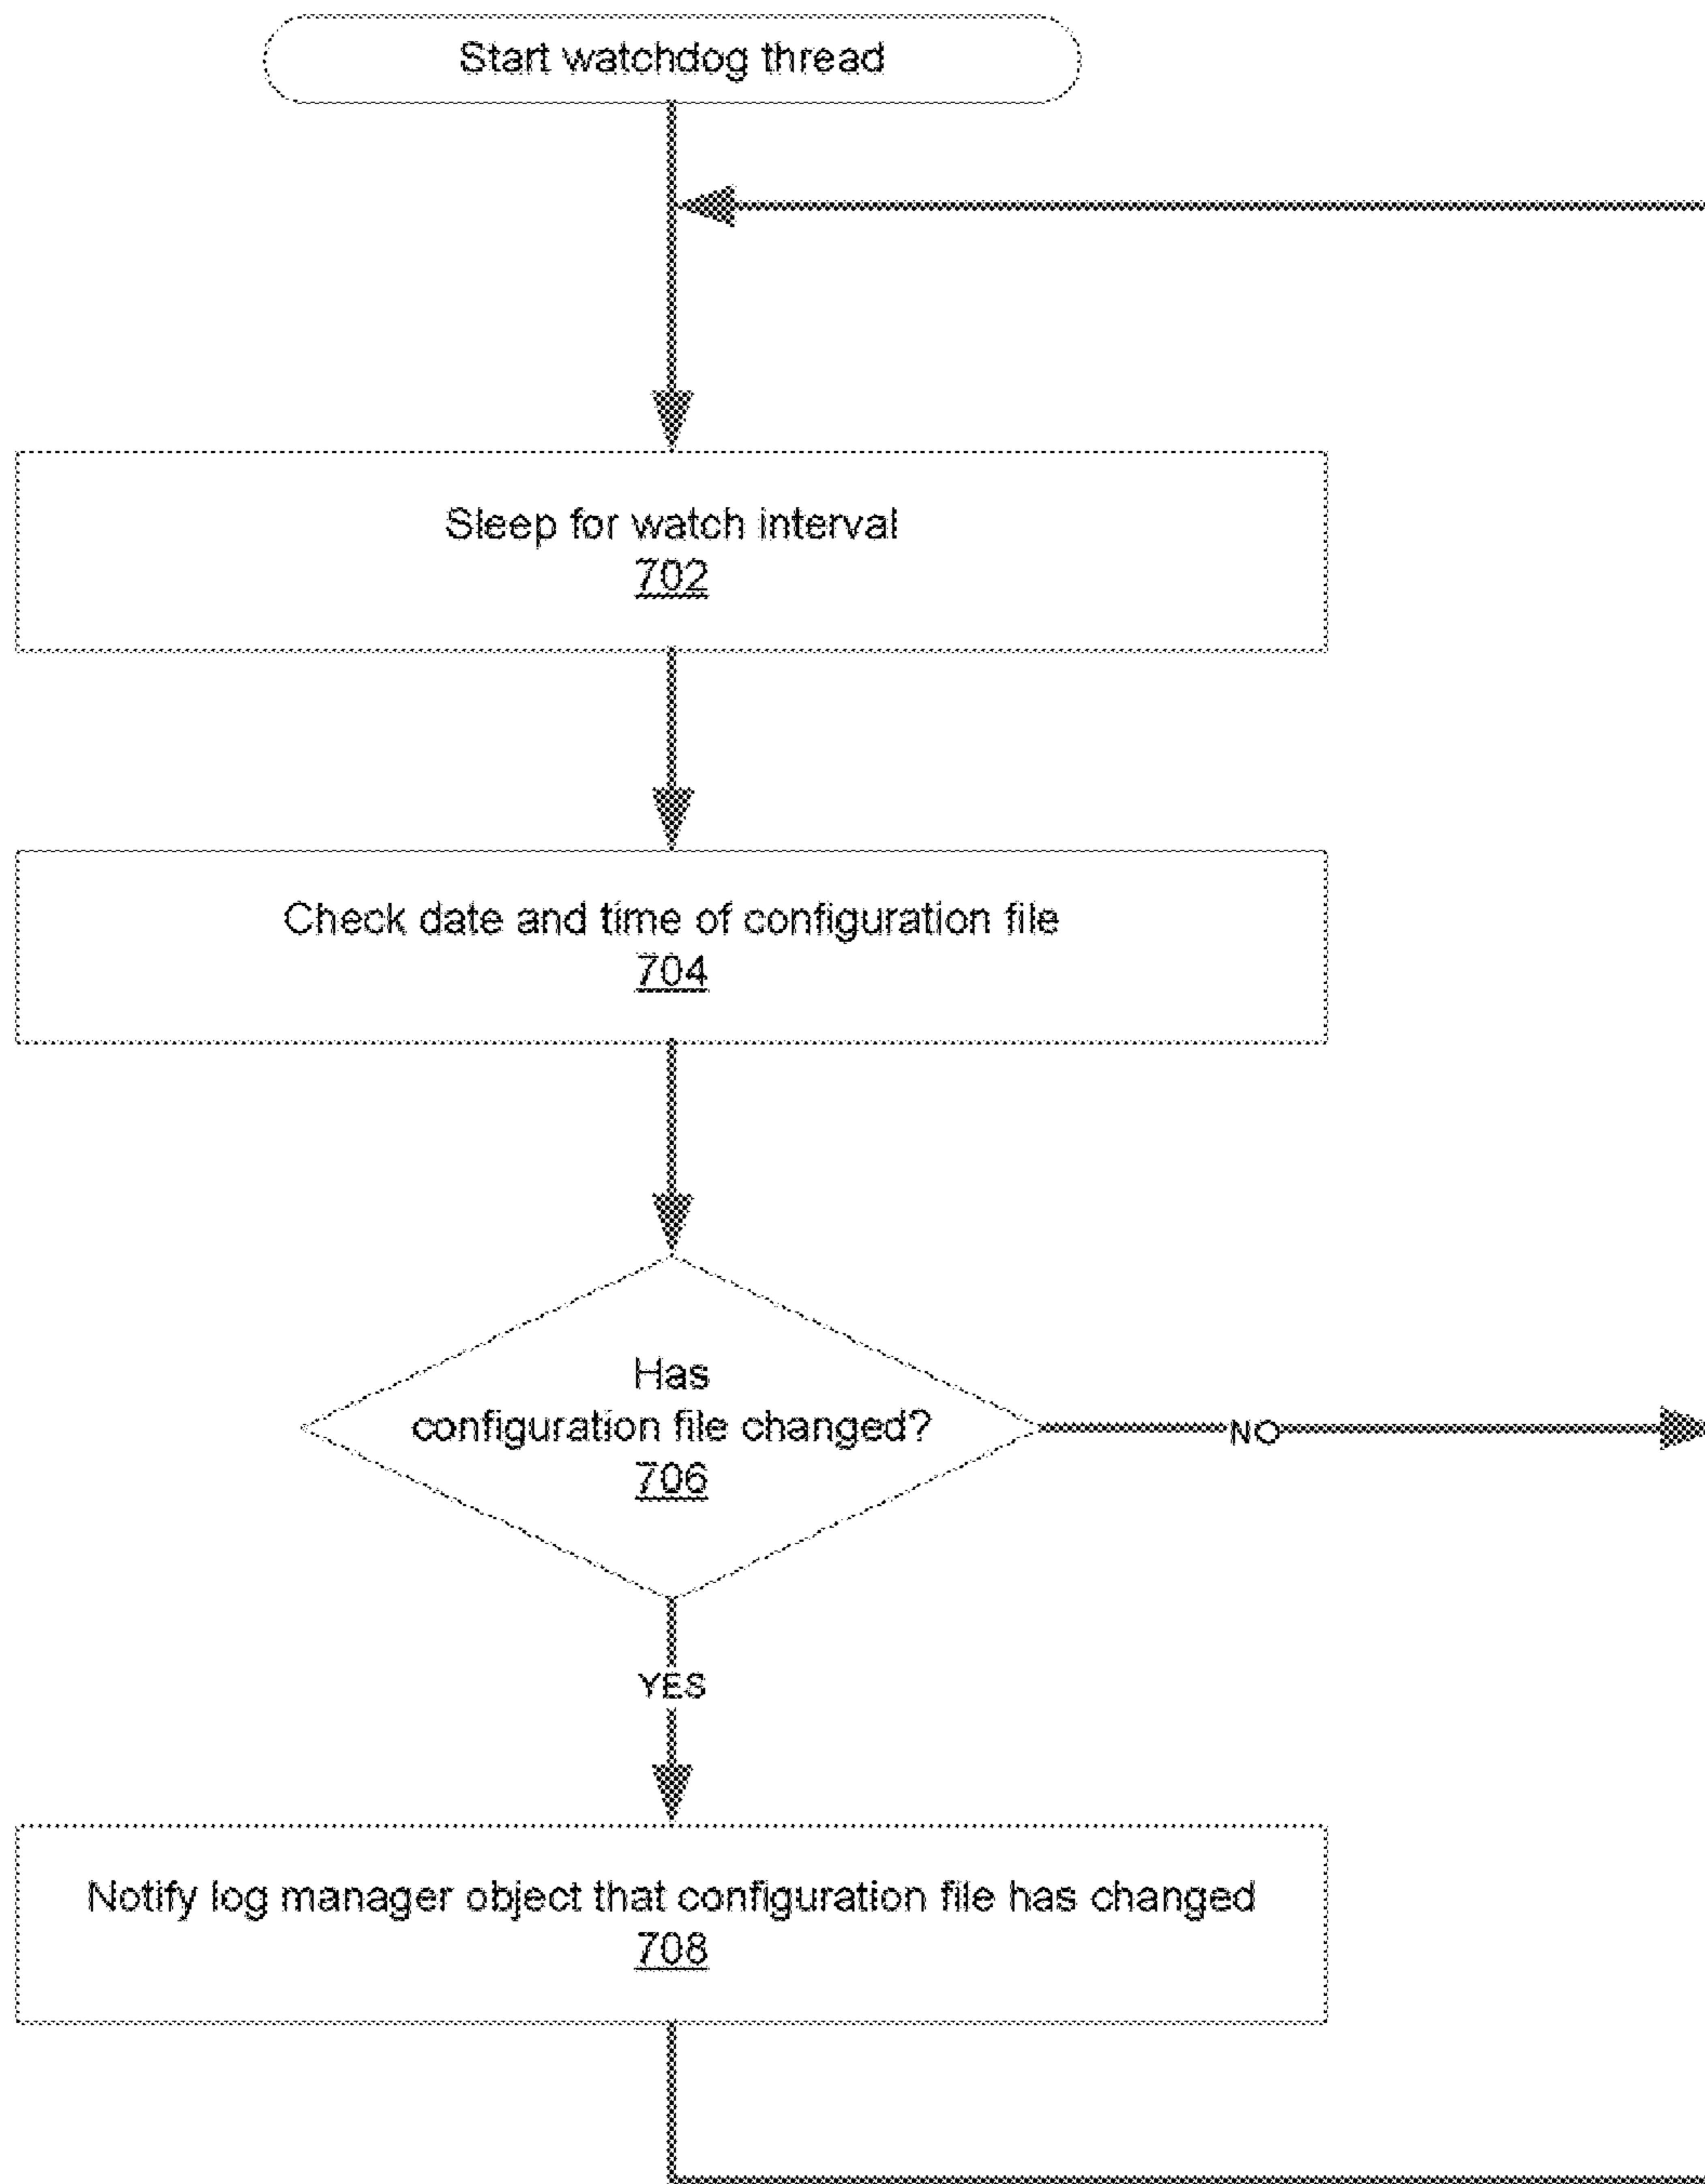 Start watchdog thread
Sleep for watch interval
702
Check date and time of configuration file
704
Has
configuration file changed?
706
NO
YES
Notify log manager object that configuration file has changed
708